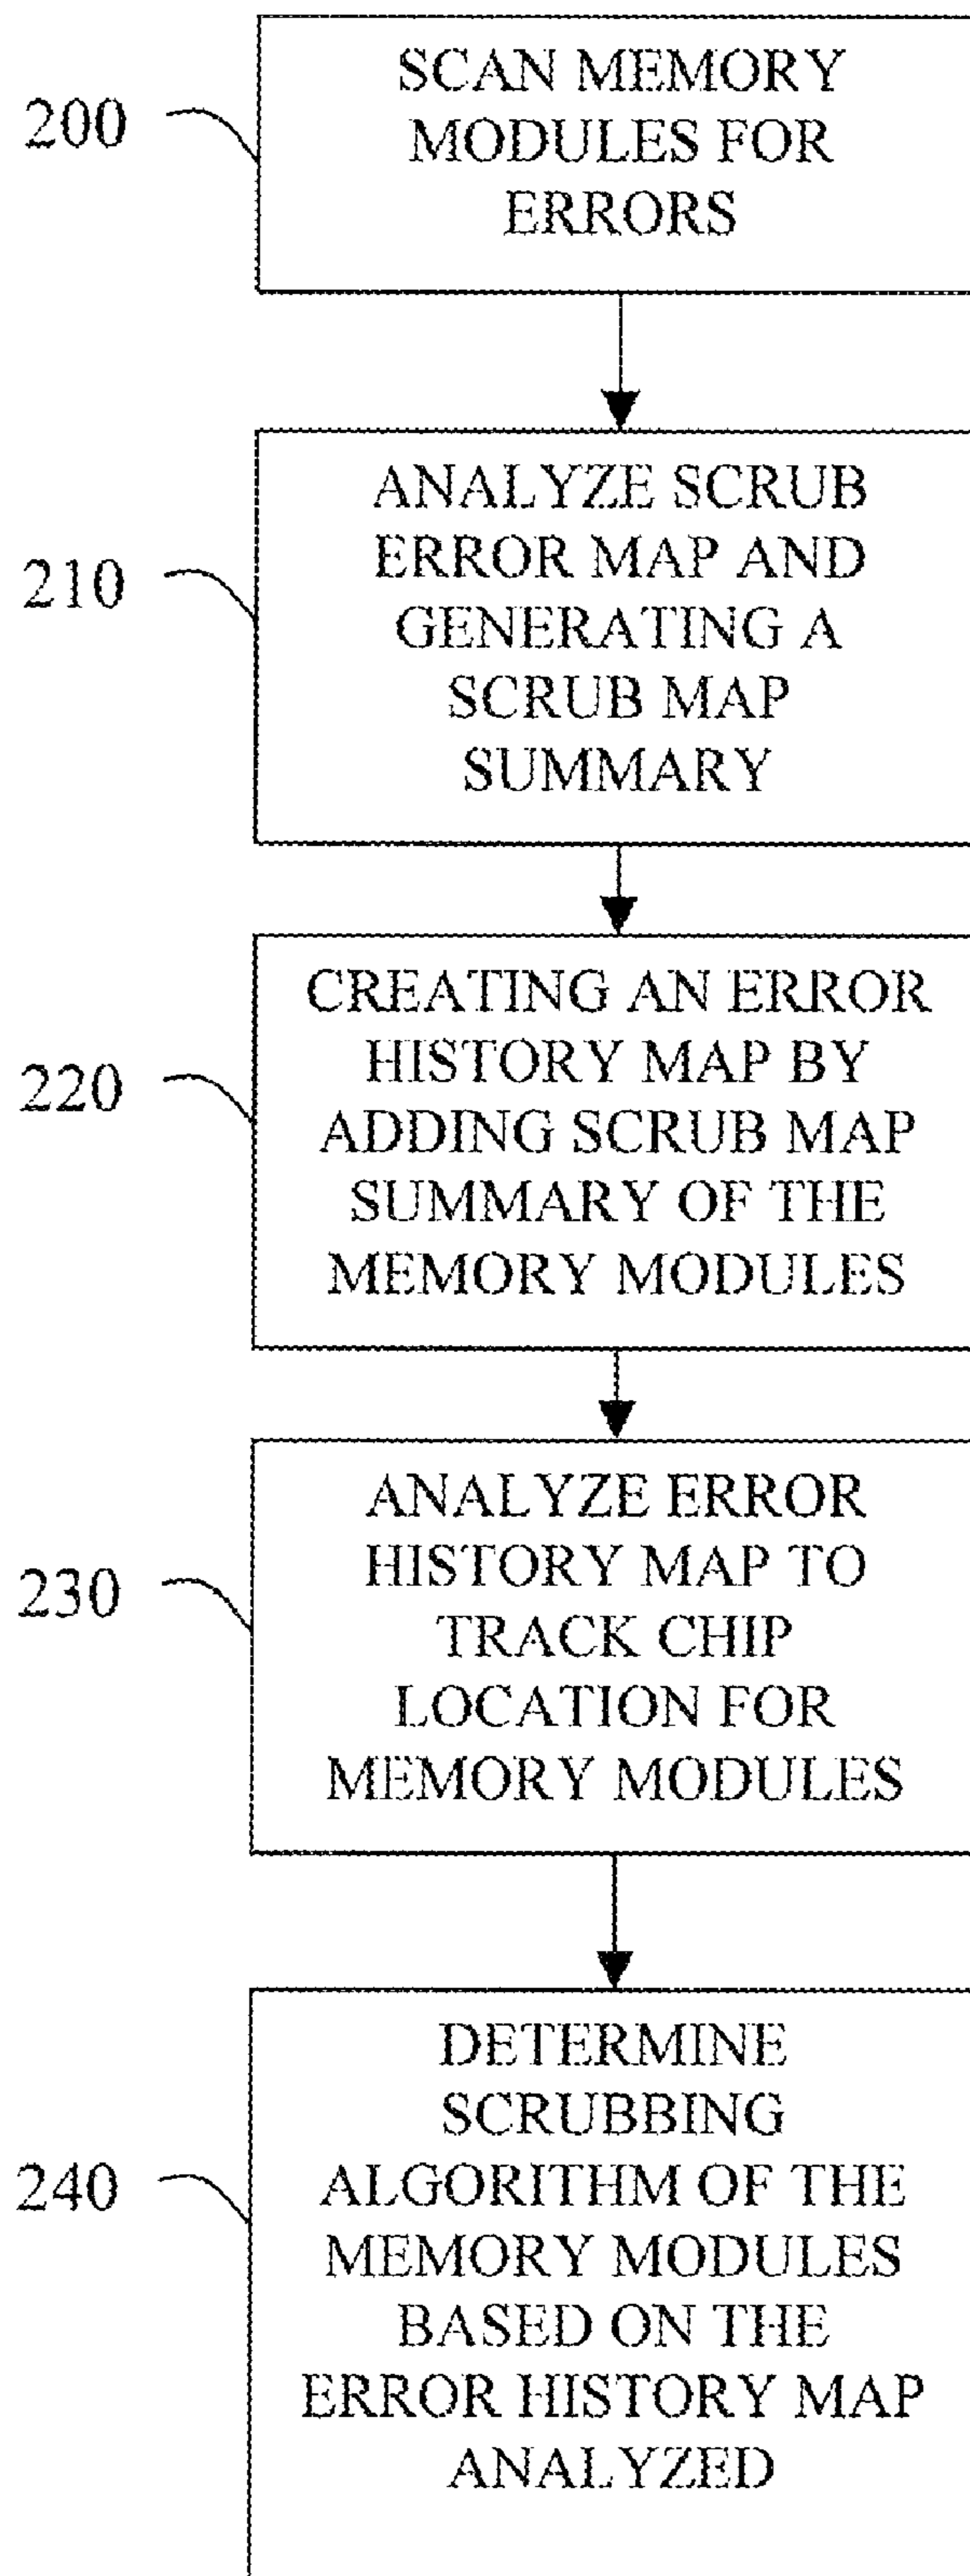 200
SCAN MEMORY
MODULES FOR
ERRORS
210
ANALYZE SCRUB
ERROR MAP AND
GENERATING A
SCRUB MAP
SUMMARY
220
CREATING AN ERROR
HISTORY MAP BY
ADDING SCRUB MAP
SUMMARY OF THE
MEMORY MODULES
230
ANALYZE ERROR
HISTORY MAP TO
TRACK CHIP
LOCATION FOR
MEMORY MODULES
240
DETERMINE
SCRUBBING
ALGORITHM OF THE
MEMORY MODULES
BASED ON THE
ERROR HISTORY MAP
ANALYZED